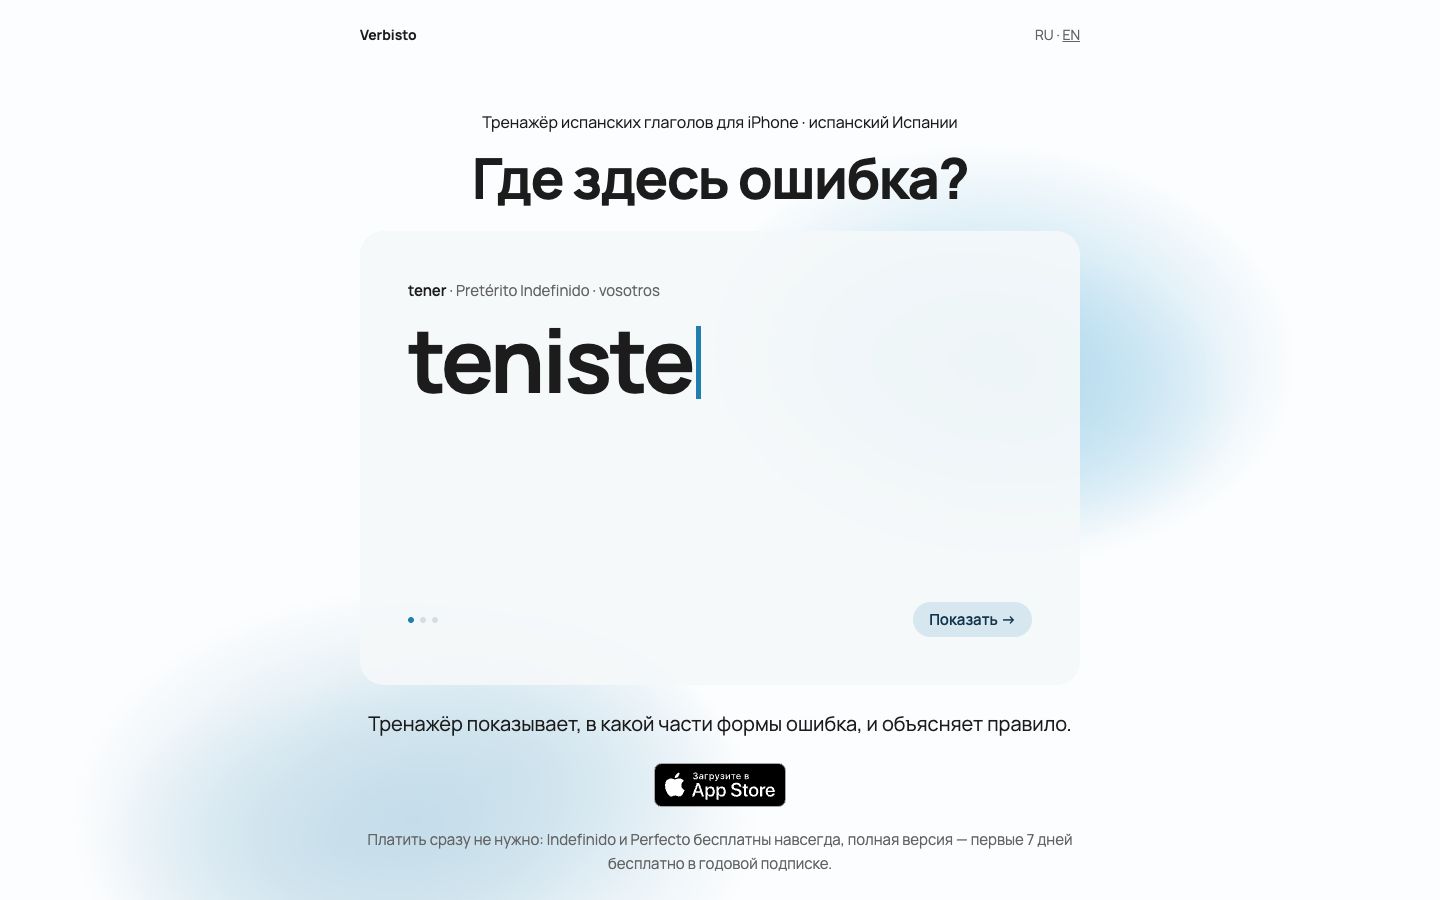 Verbisto
RU · EN
Тренажёр испанских глаголов для iPhone · испанский Испании
Где здесь ошибка?
tener · Pretérito Indefinido · vosotros
teniste
Показать →
Тренажёр показывает, в какой части формы ошибка, и объясняет правило.
Загрузите в
App Store
Платить сразу не нужно: Indefinido и Perfecto бесплатны навсегда, полная версия — первые 7 дней
бесплатно в годовой подписке.